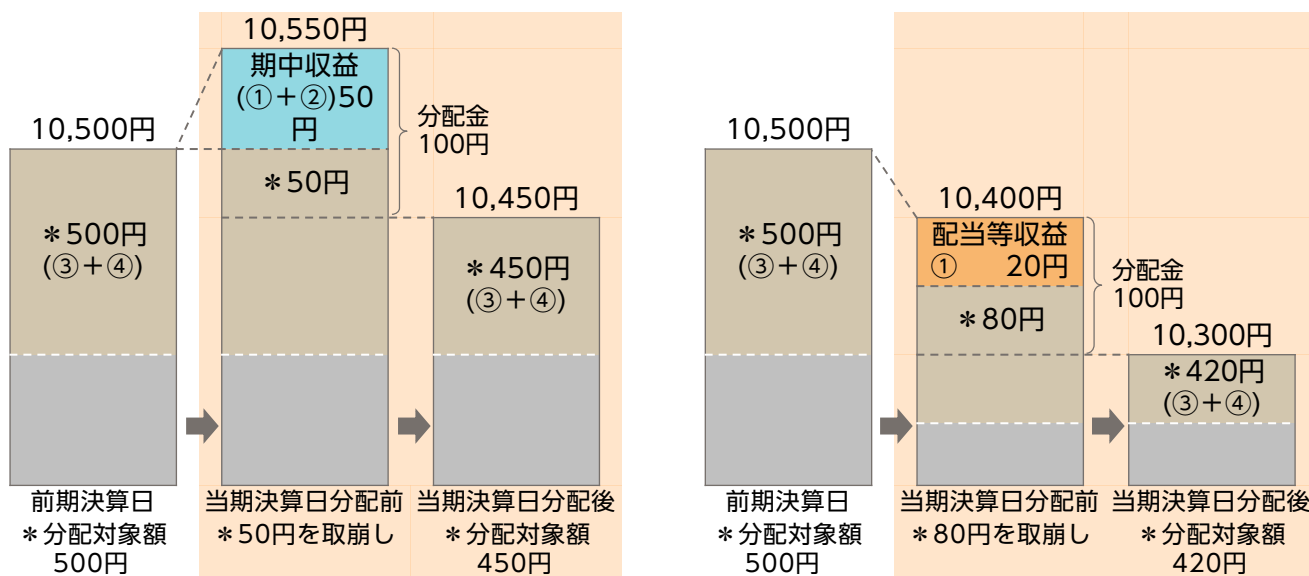 10,550円
期中収益
(①+②)50
円
分配金
100円
10,500円
*50円
10,450円
*500円
(③+④)
*450円
(③+④)
前期決算日
*分配対象額
500円
当期決算日分配前
*50円を取崩し
当期決算日分配後
*分配対象額
450円
10,500円
10,400円
*500円
(③+④)
配当等収益
① 20円
分配金
100円
*80円
10,300円
*420円
(③+④)
前期決算日
*分配対象額
500円
当期決算日分配前
*80円を取崩し
当期決算日分配後
*分配対象額
420円